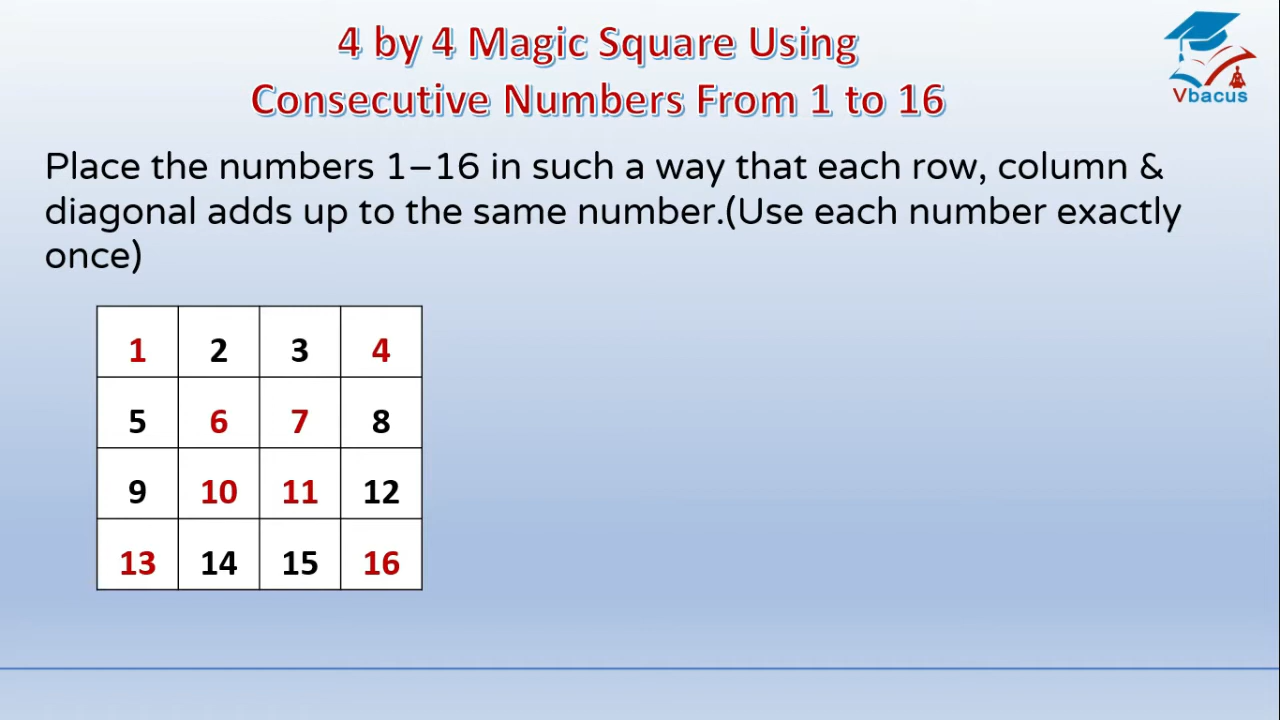 4 by 4 Magic Square Using
Consecutive Numbers From 1 to 16
Vbacus
Place the numbers 1–16 in such a way that each row, column &
diagonal adds up to the same number.(Use each number exactly
once)
1 2 3 4
5 6 7 8
9 10 11 12
13 14 15 16